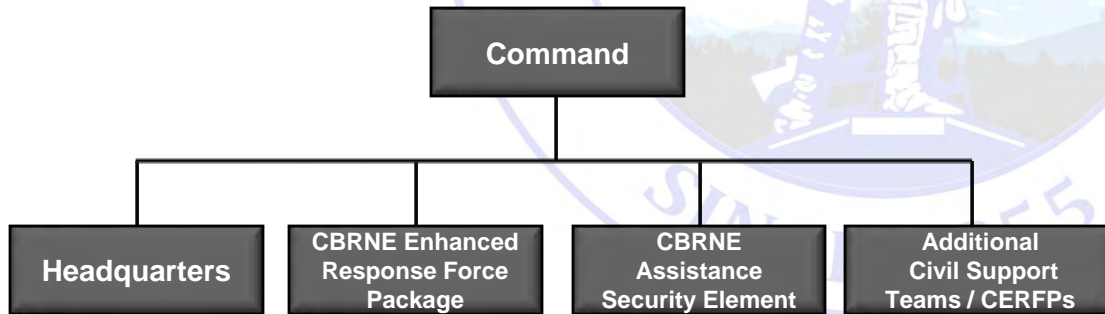 Command
Headquarters
CBRNE Enhanced
Response Force
Package
CBRNE
Assistance
Security Element
Additional
Civil Support
Teams / CERFPs